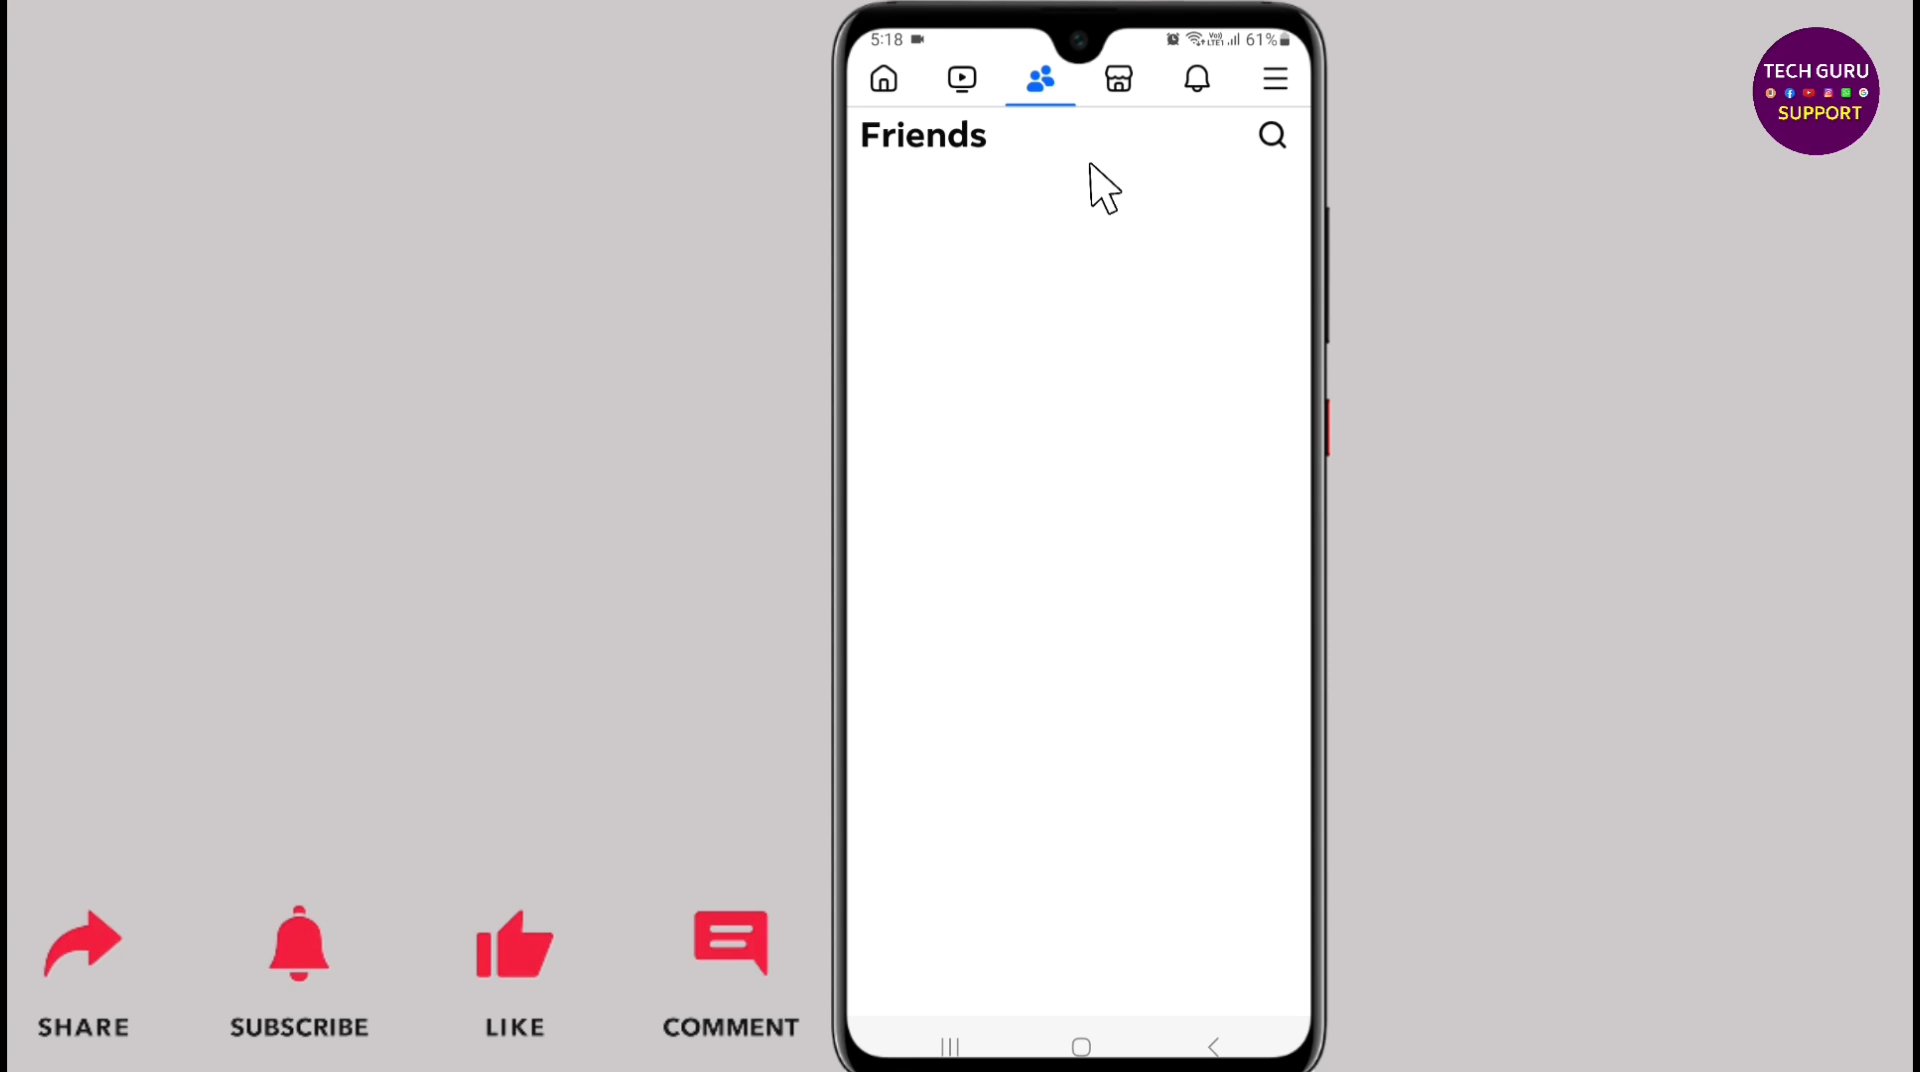 5:18
61%
Friends
TECH GURU
SUPPORT
SHARE
SUBSCRIBE
LIKE
COMMENT